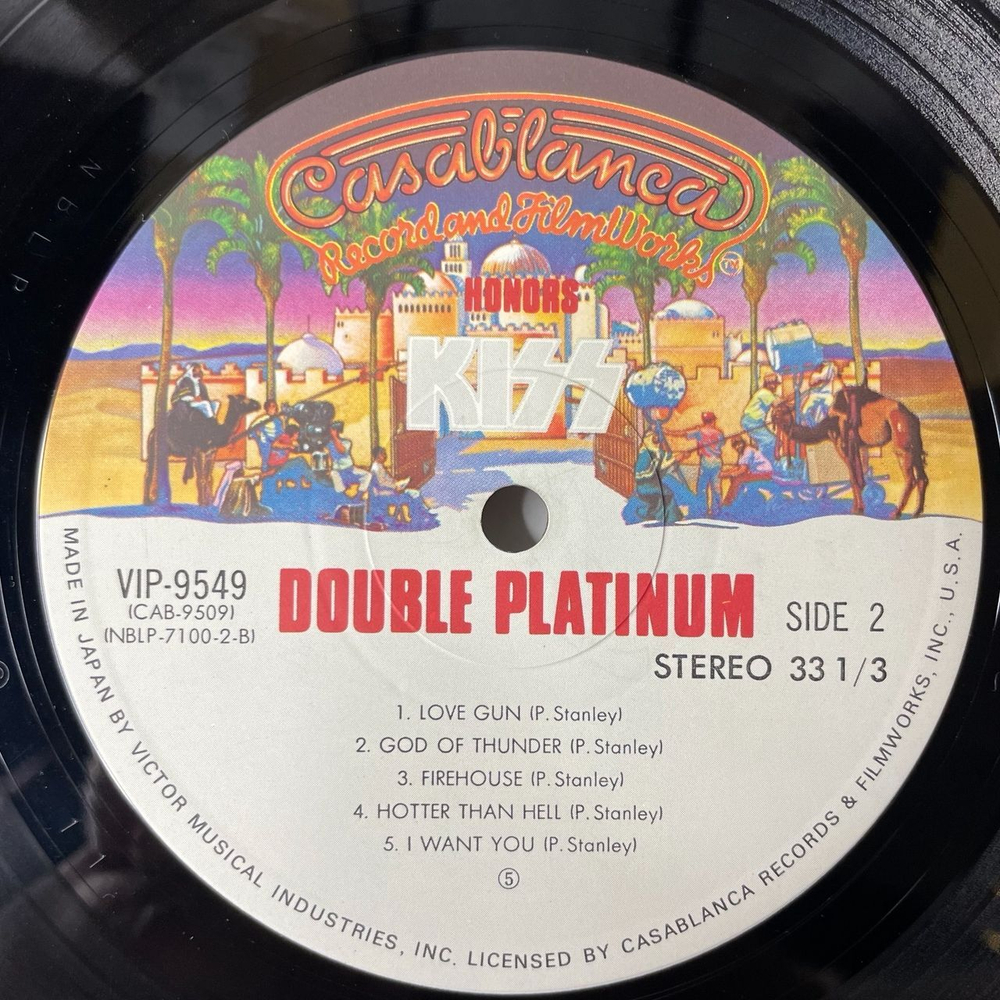 Casablanca
Record and FilmWorks TM
HONORS
KISS
VIP-9549
(CAB-9509)
(NBLP-7100-2-B)
DOUBLE PLATINUM
SIDE 2
STEREO 33 1/3
1. LOVE GUN (P. Stanley)
2. GOD OF THUNDER (P. Stanley)
3. FIREHOUSE (P. Stanley)
4. HOTTER THAN HELL (P. Stanley)
5. I WANT YOU (P. Stanley)
⑤
MADE IN JAPAN BY VICTOR MUSICAL INDUSTRIES, INC. LICENSED BY CASABLANCA RECORDS & FILMWORKS, INC., U.S.A.